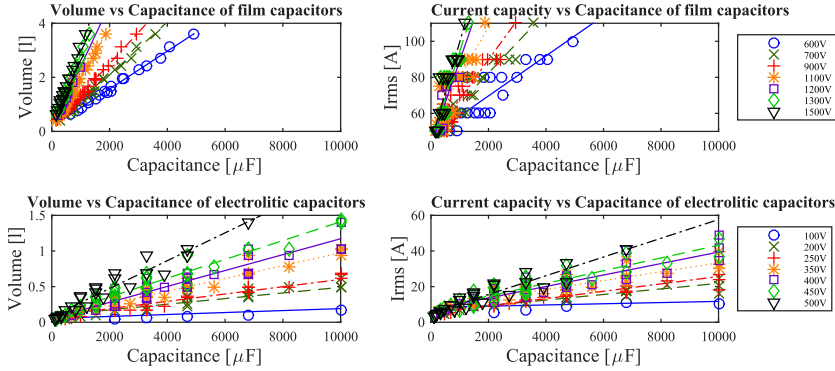 Volume vs Capacitance of film capacitors
Volume [l]
4
2
0
0 2000 4000 6000 8000 10000
Capacitance [μF]
Current capacity vs Capacitance of film capacitors
Irms [A]
100
80
60
0 2000 4000 6000 8000 10000
Capacitance [μF]
600V
700V
900V
1100V
1200V
1300V
1500V
Volume vs Capacitance of electrolitic capacitors
Volume [l]
1.5
1
0.5
0
0 2000 4000 6000 8000 10000
Capacitance [μF]
Current capacity vs Capacitance of electrolitic capacitors
Irms [A]
60
40
20
0
0 2000 4000 6000 8000 10000
Capacitance [μF]
100V
200V
250V
350V
400V
450V
500V